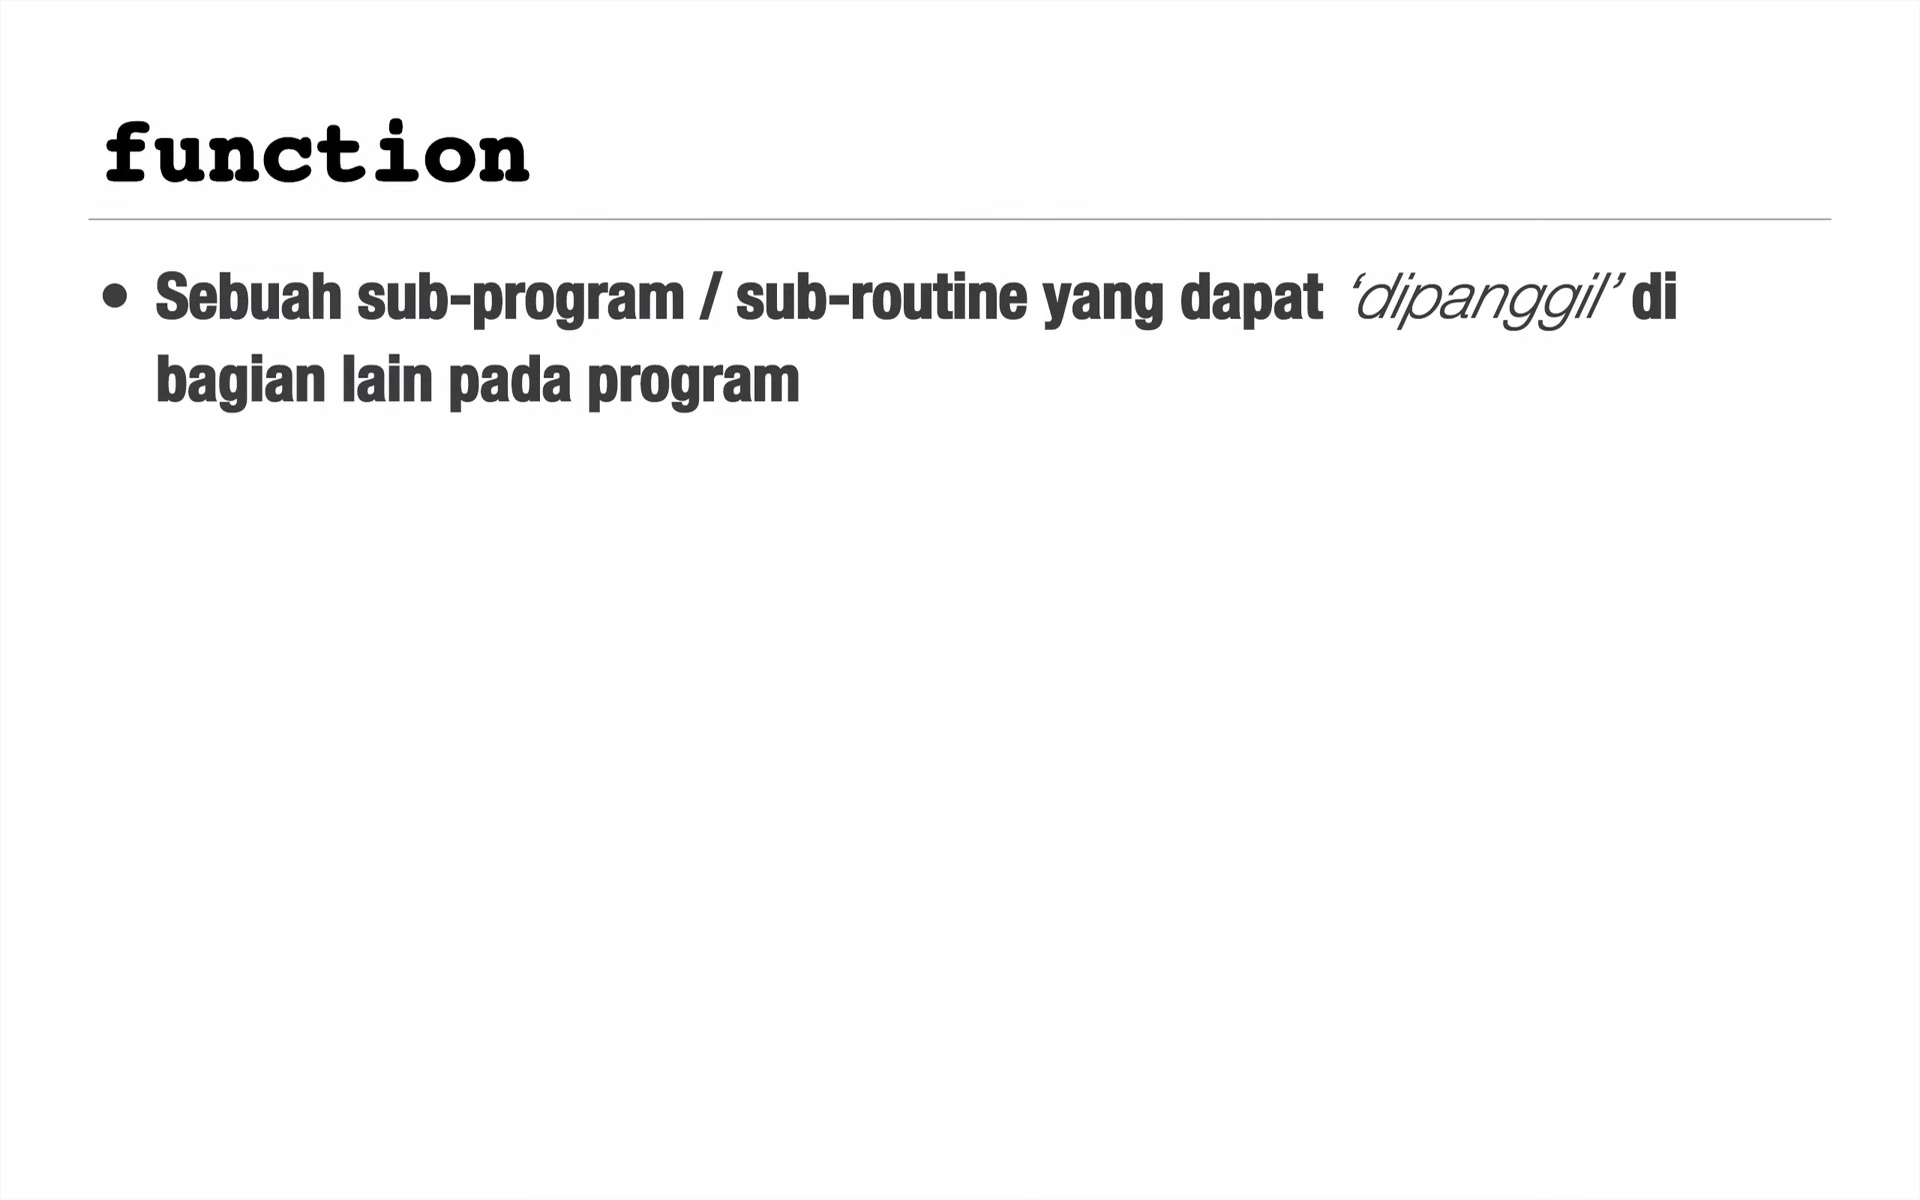 function
• Sebuah sub-program / sub-routine yang dapat ‘dipanggil’ di
bagian lain pada program